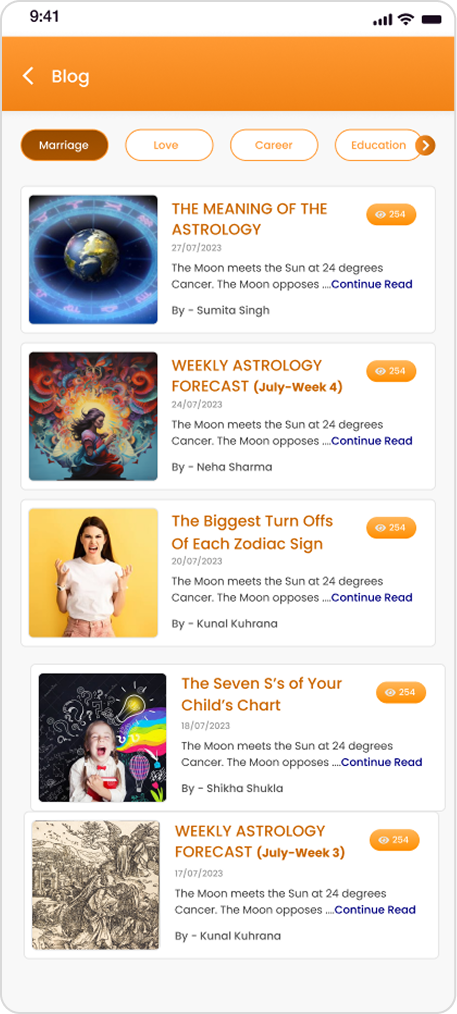 9:41
Blog
Marriage
Love
Career
Education
THE MEANING OF THE
ASTROLOGY
254
27/07/2023
The Moon meets the Sun at 24 degrees
Cancer. The Moon opposes ....Continue Read
By - Sumita Singh
WEEKLY ASTROLOGY
FORECAST (July-Week 4)
254
24/07/2023
The Moon meets the Sun at 24 degrees
Cancer. The Moon opposes ....Continue Read
By - Neha Sharma
The Biggest Turn Offs
Of Each Zodiac Sign
254
20/07/2023
The Moon meets the Sun at 24 degrees
Cancer. The Moon opposes ....Continue Read
By - Kunal Kuhrana
The Seven S's of Your
Child's Chart
254
18/07/2023
The Moon meets the Sun at 24 degrees
Cancer. The Moon opposes ....Continue Read
By - Shikha Shukla
WEEKLY ASTROLOGY
FORECAST (July-Week 3)
254
17/07/2023
The Moon meets the Sun at 24 degrees
Cancer. The Moon opposes ....Continue Read
By - Kunal Kuhrana